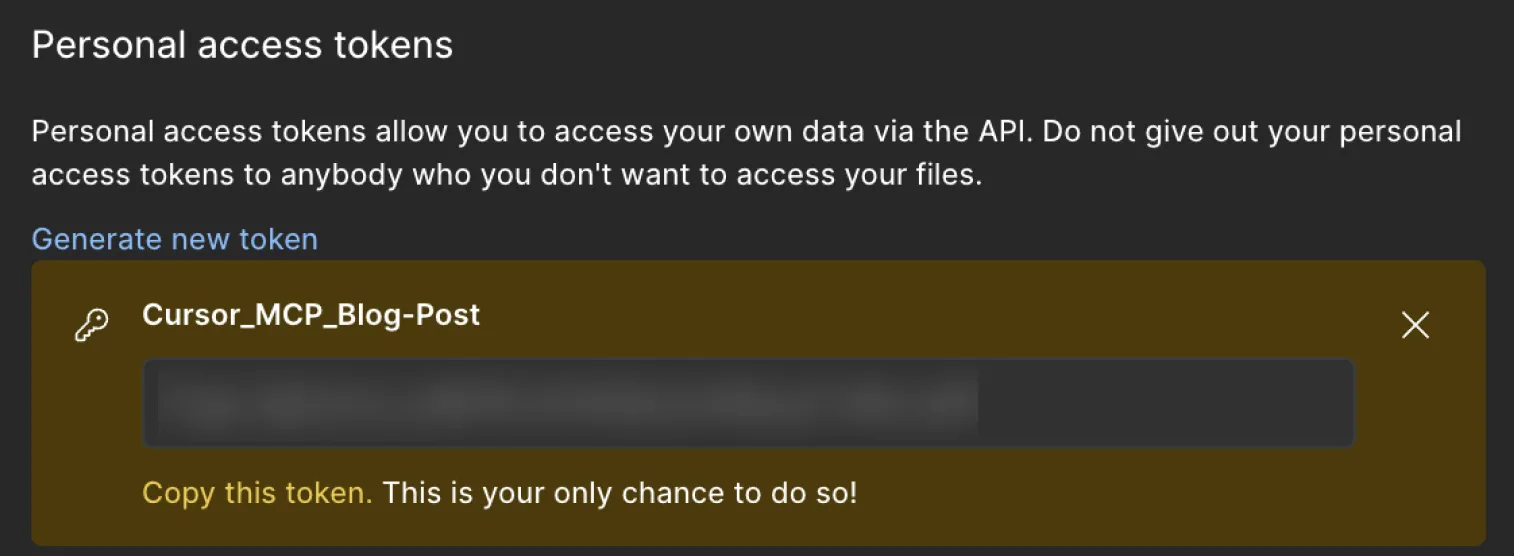 Personal access tokens
Personal access tokens allow you to access your own data via the API. Do not give out your personal
access tokens to anybody who you don't want to access your files.
Generate new token
Cursor_MCP_Blog-Post
Copy this token. This is your only chance to do so!